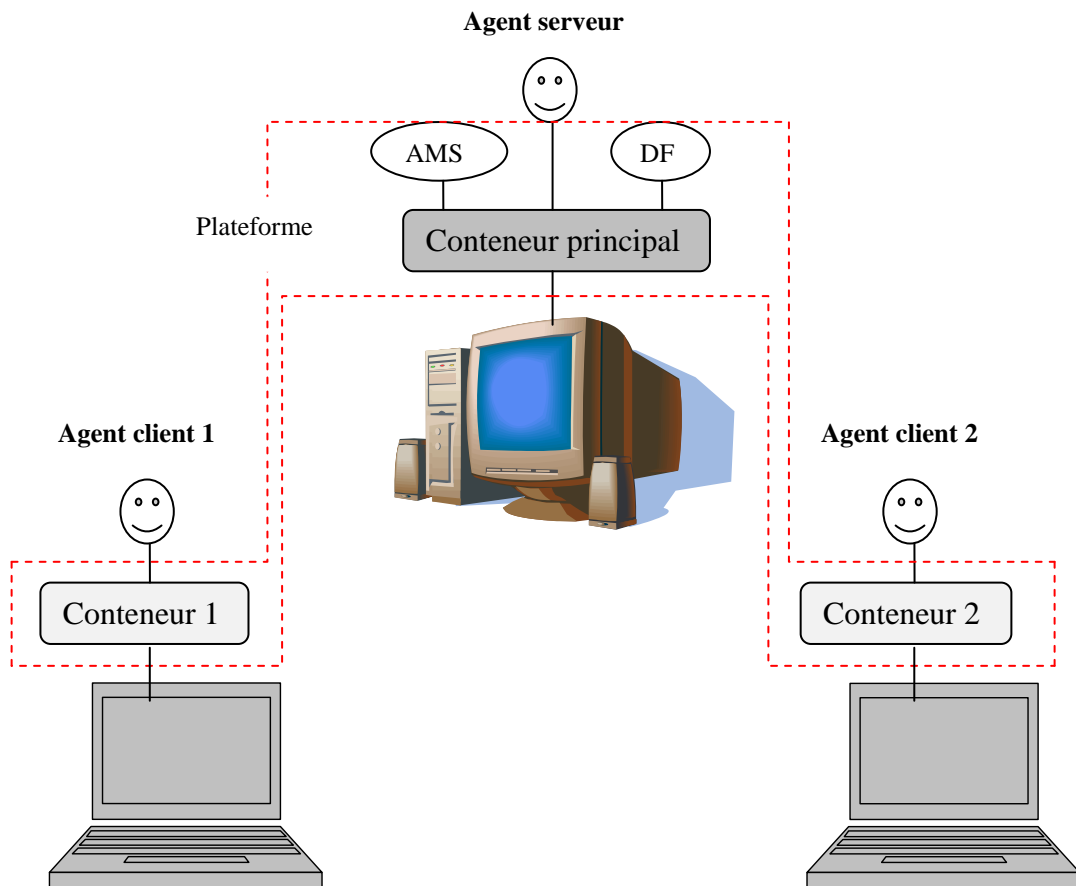 Agent serveur
AMS
DF
Plateforme
Conteneur principal
Agent client 1
Agent client 2
Conteneur 1
Conteneur 2